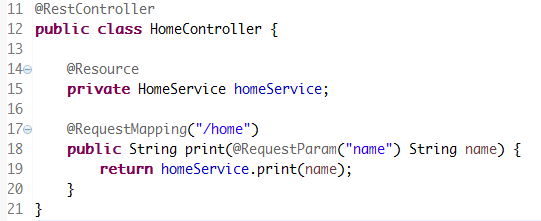 11 @RestController
12 public class HomeController {
13
14 @Resource
15 private HomeService homeService;
16
17 @RequestMapping("/home")
18 public String print(@RequestParam("name") String name) {
19 return homeService.print(name);
20 }
21 }